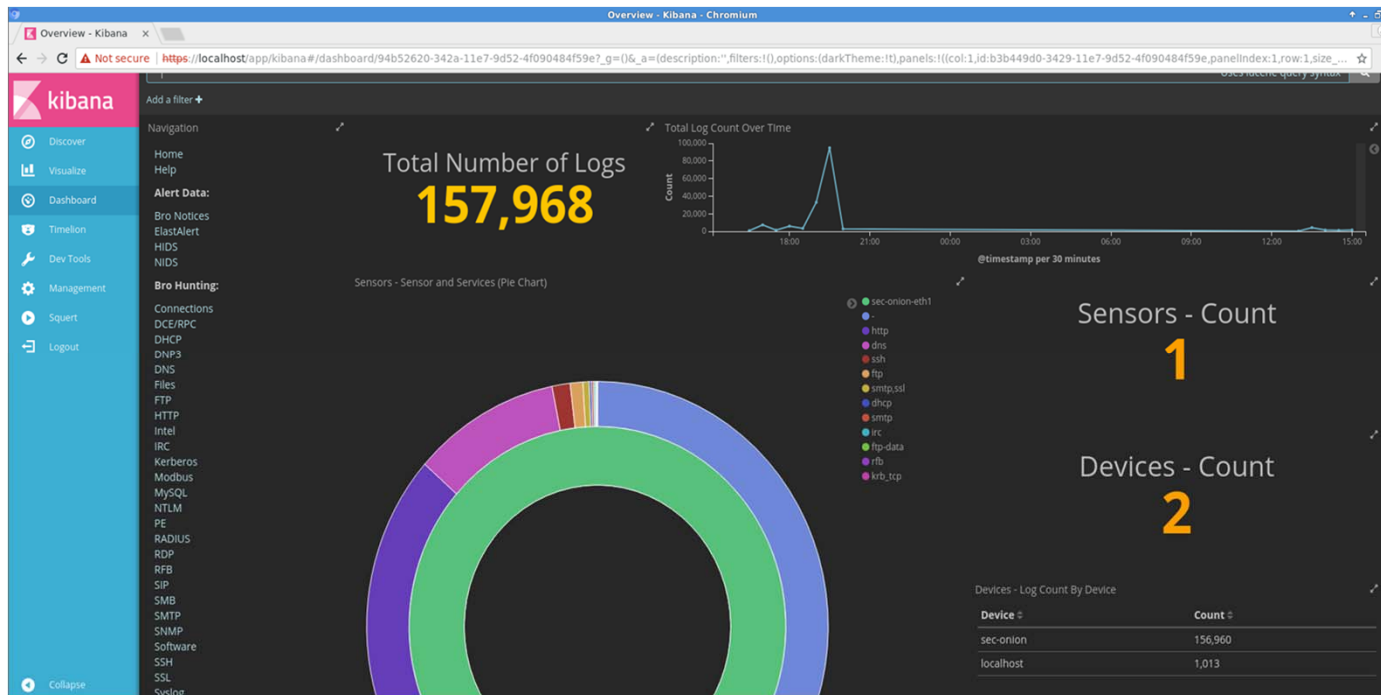 Overview - Kibana - Chromium
Overview - Kibana ×
Not secure | https://localhost/app/kibana#/dashboard/94b52620-342a-11e7-9d52-4f090484f59e?_g=()&_a=(description:'',filters:!(),options:(darkTheme:!t),panels:!((col:1,id:b3b449d0-3429-11e7-9d52-4f090484f59e,panelIndex:1,row:1,size_...
Uses lucene query syntax
kibana
Add a filter +
Discover
Visualize
Dashboard
Timelion
Dev Tools
Management
Squert
Logout
Collapse
Navigation
Home
Help
Alert Data:
Bro Notices
ElastAlert
HIDS
NIDS
Bro Hunting:
Connections
DCE/RPC
DHCP
DNP3
DNS
Files
FTP
HTTP
Intel
IRC
Kerberos
Modbus
MySQL
NTLM
PE
RADIUS
RDP
RFB
SIP
SMB
SMTP
SNMP
Software
SSH
SSL
Syslog
Total Number of Logs
157,968
Total Log Count Over Time
Count
100,000
80,000
60,000
40,000
20,000
0
18:00 21:00 00:00 03:00 06:00 09:00 12:00 15:00
@timestamp per 30 minutes
Sensors - Sensor and Services (Pie Chart)
sec-onion-eth1
-
http
dns
ssh
ftp
smtp,ssl
dhcp
smtp
irc
ftp-data
rfb
krb_tcp
Sensors - Count
1
Devices - Count
2
Devices - Log Count By Device
Device Count
sec-onion 156,960
localhost 1,013